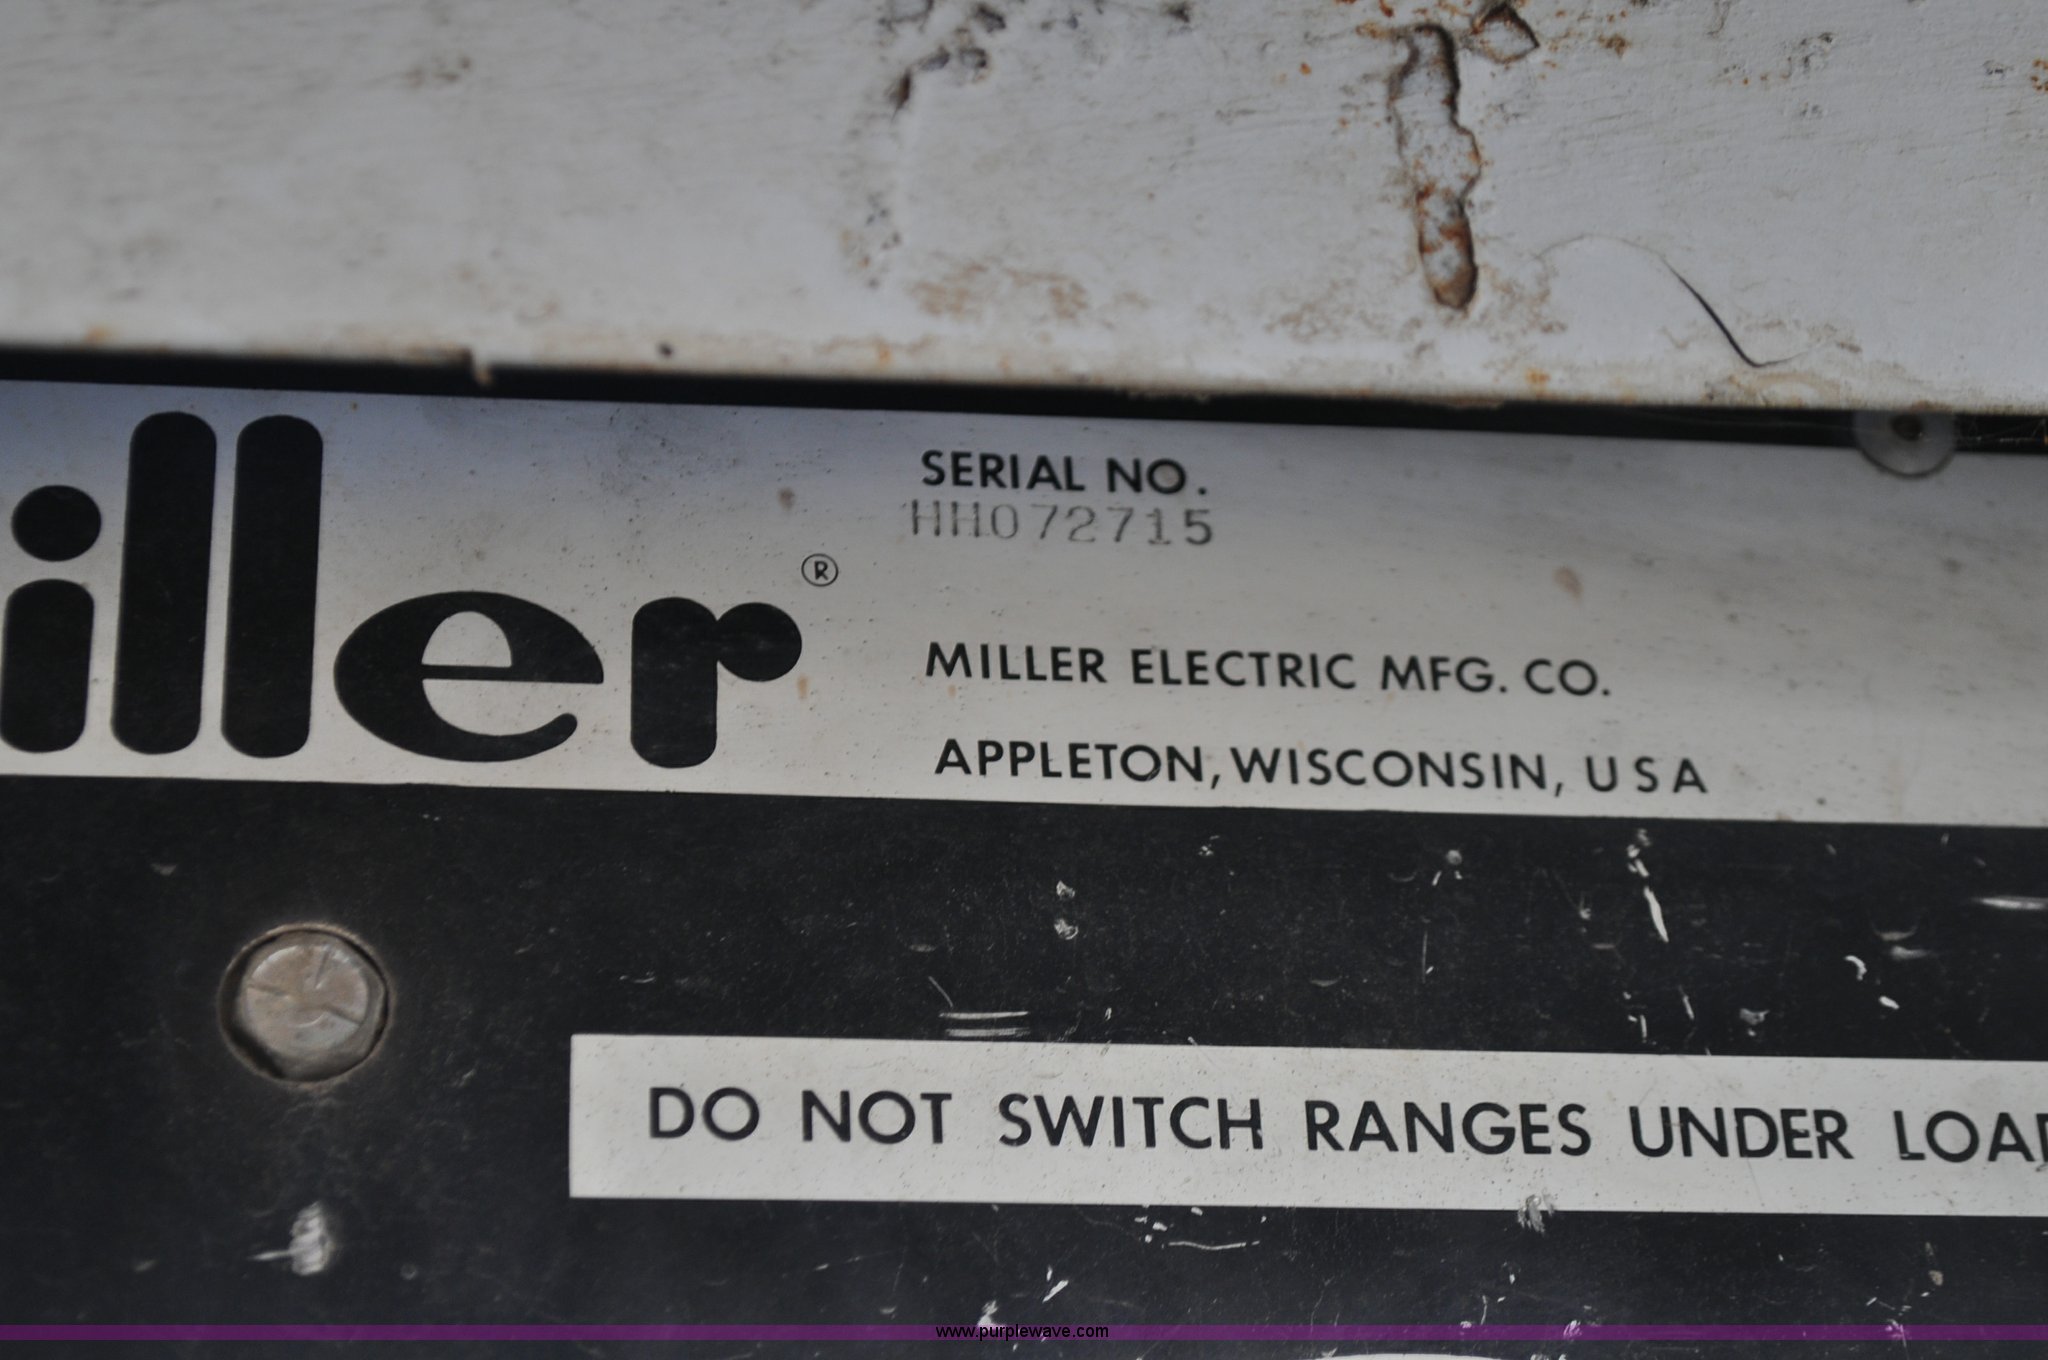 iller®
SERIAL NO.
HH072715
MILLER ELECTRIC MFG. CO.
APPLETON, WISCONSIN, USA
DO NOT SWITCH RANGES UNDER LOAD
www.purplewave.com